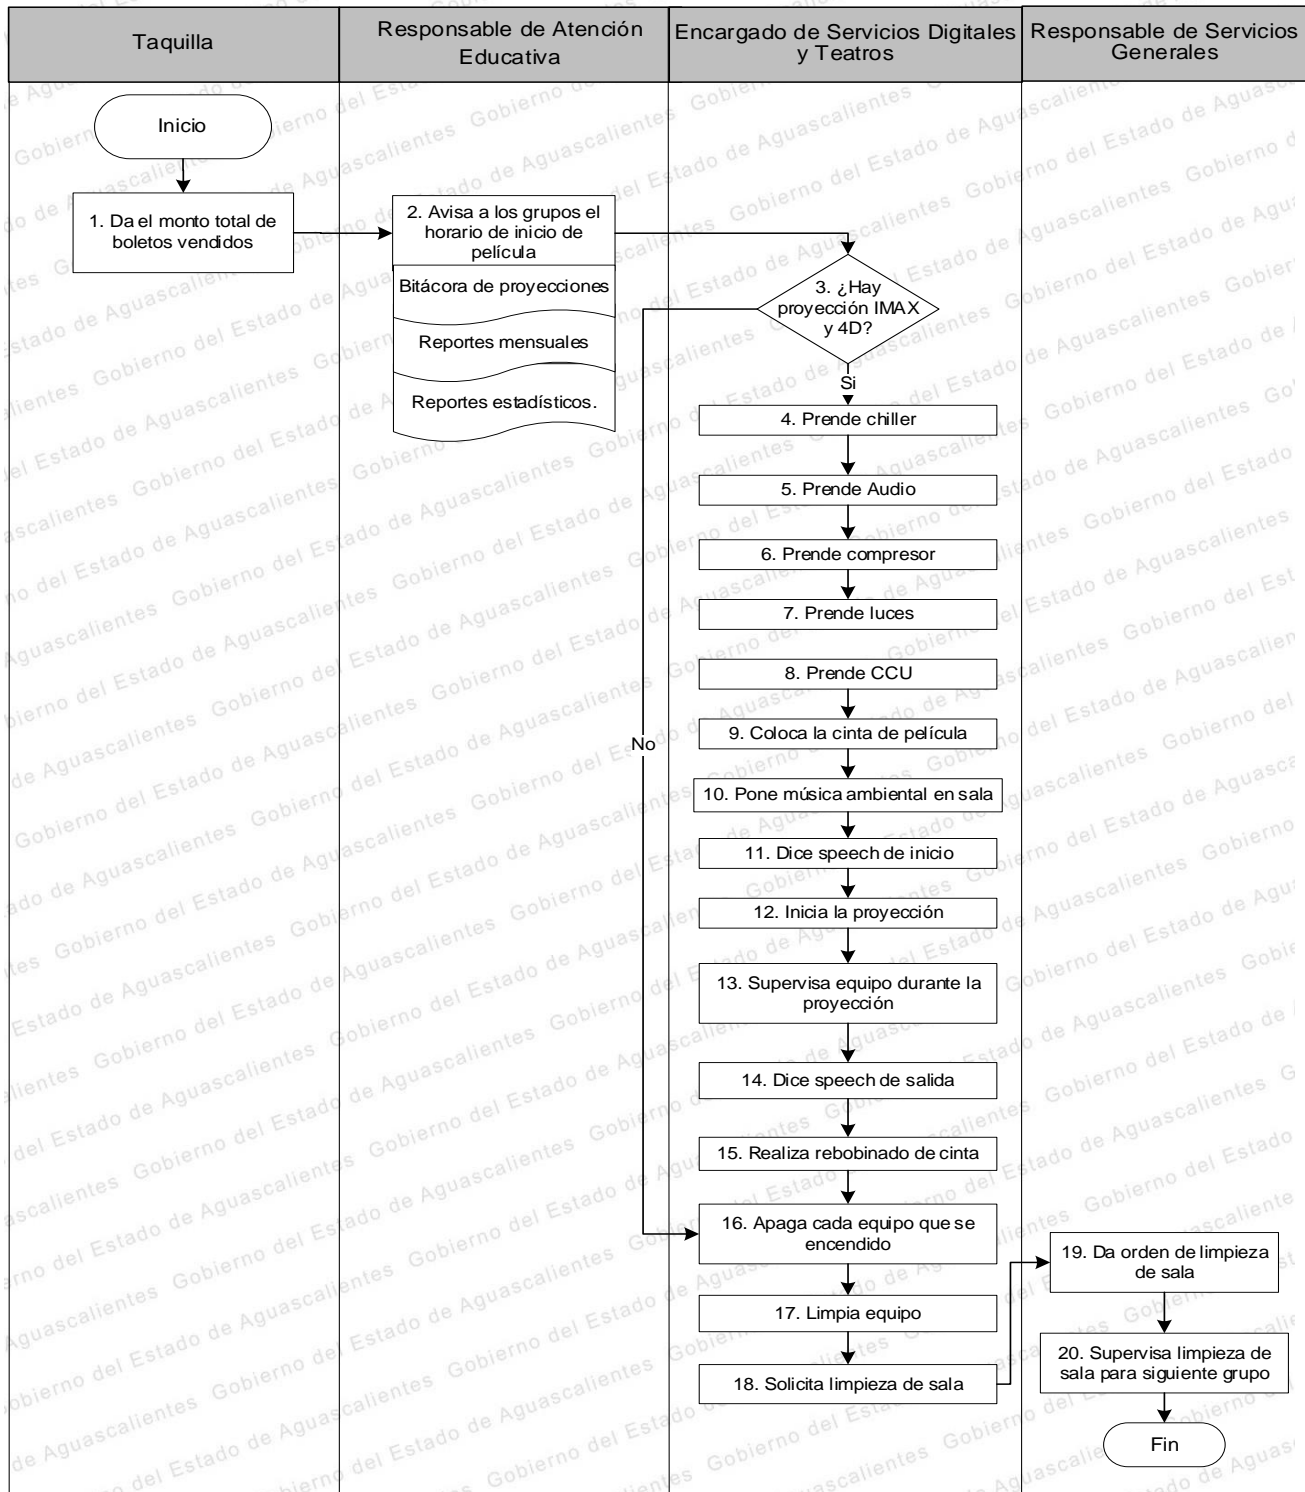 Taquilla
Responsable de Atención
Educativa
Encargado de Servicios Digitales
y Teatros
Responsable de Servicios
Generales
Inicio
1. Da el monto total de
boletos vendidos
2. Avisa a los grupos el
horario de inicio de
película
Bitácora de proyecciones
Reportes mensuales
Reportes estadísticos.
3. ¿Hay
proyección IMAX
y 4D?
Si
No
4. Prende chiller
5. Prende Audio
6. Prende compresor
7. Prende luces
8. Prende CCU
9. Coloca la cinta de película
10. Pone música ambiental en sala
11. Dice speech de inicio
12. Inicia la proyección
13. Supervisa equipo durante la
proyección
14. Dice speech de salida
15. Realiza rebobinado de cinta
16. Apaga cada equipo que se
encendido
17. Limpia equipo
18. Solicita limpieza de sala
19. Da orden de limpieza
de sala
20. Supervisa limpieza de
sala para siguiente grupo
Fin
Gobierno del Estado de Aguascalientes